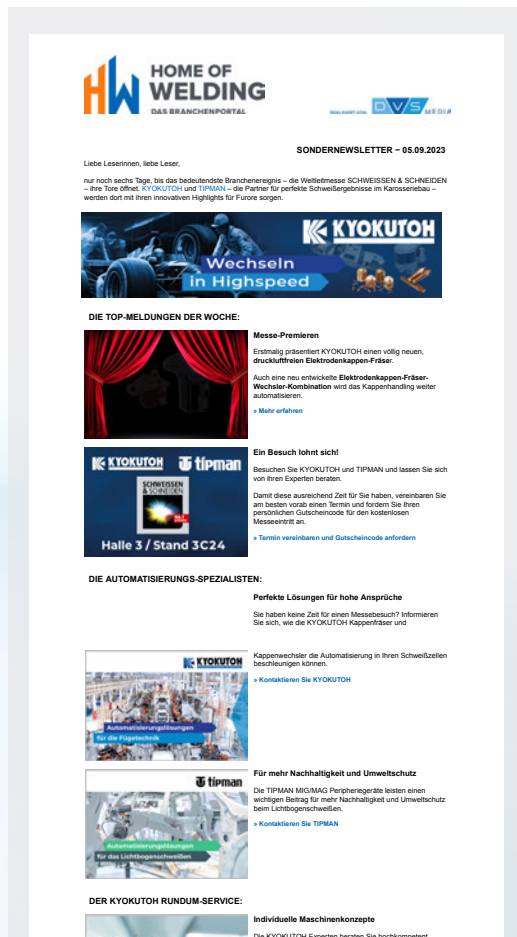 HOME OF
WELDING
DAS BRANCHENPORTAL
DVS MEDIA
SONDERNEWSLETTER – 05.09.2023
Liebe Leserinnen, liebe Leser,
nur noch sechs Tage, bis das bedeutendste Branchenereignis – die Weltleitmesse SCHWEISSEN & SCHNEIDEN
– ihre Tore öffnet. KYOKUTOH und TIPMAN – die Partner für perfekte Schweißergebnisse im Karosseriebau –
werden dort mit ihren innovativen Highlights für Furore sorgen.
KYOKUTOH
Wechseln
in Highspeed
DIE TOP-MELDUNGEN DER WOCHE:
Messe-Premieren
Erstmalig präsentiert KYOKUTOH einen völlig neuen,
druckluftfreien Elektrodenkappen-Fräser.
Auch eine neu entwickelte Elektrodenkappen-Fräser-
Wechsler-Kombination wird das Kappenhandling weiter
automatisieren.
» Mehr erfahren
KYOKUTOH tipman
SCHWEISSEN
& SCHNEIDEN
Halle 3 / Stand 3C24
Ein Besuch lohnt sich!
Besuchen Sie KYOKUTOH und TIPMAN und lassen Sie sich
von ihren Experten beraten.
Damit diese ausreichend Zeit für Sie haben, vereinbaren Sie
am besten vorab einen Termin und fordern Sie Ihren
persönlichen Gutscheincode für den kostenlosen
Messeeintritt an.
» Termin vereinbaren und Gutscheincode anfordern
DIE AUTOMATISIERUNGS-SPEZIALISTEN:
Perfekte Lösungen für hohe Ansprüche
Sie haben keine Zeit für einen Messebesuch? Informieren
Sie sich, wie die KYOKUTOH Kappenfräser und
Kappenwechsler die Automatisierung in Ihren Schweißzellen
beschleunigen können.
» Kontaktieren Sie KYOKUTOH
KYOKUTOH
Automatisierungslösungen
für die Fügetechnik
Für mehr Nachhaltigkeit und Umweltschutz
Die TIPMAN MIG/MAG Peripheriegeräte leisten einen
wichtigen Beitrag für mehr Nachhaltigkeit und Umweltschutz
beim Lichtbogenschweißen.
» Kontaktieren Sie TIPMAN
tipman
Automatisierungslösungen
für das Lichtbogenschweißen
DER KYOKUTOH RUNDUM-SERVICE:
Individuelle Maschinenkonzepte
Die KYOKUTOH Experten beraten Sie hochkompetent